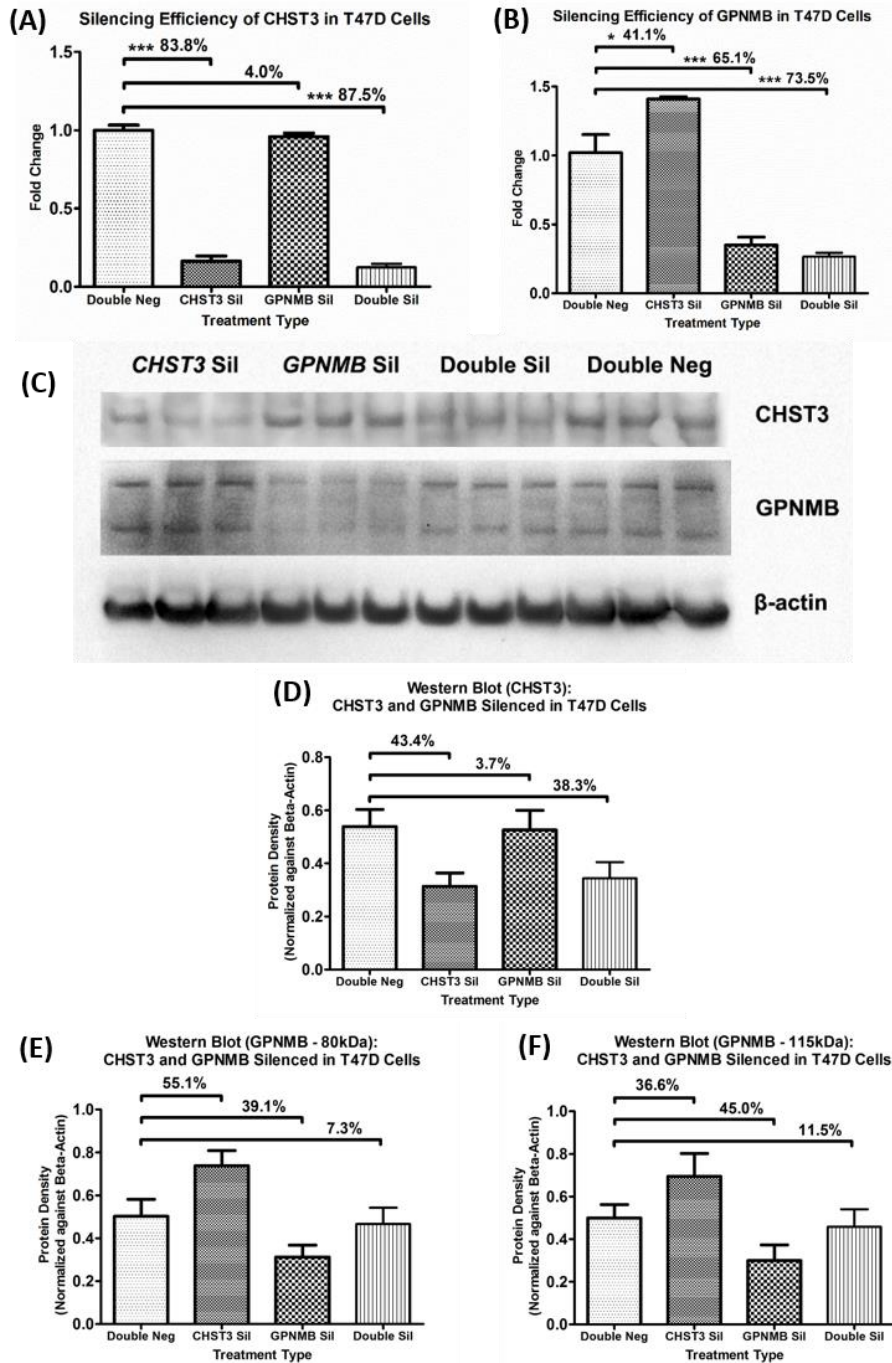 (A)
Silencing Efficiency of CHST3 in T47D Cells
*** 83.8%
4.0%
*** 87.5%
1.5
1.0
0.5
0.0
Fold Change
Double Neg CHST3 Sil GPNMB Sil Double Sil
Treatment Type
(B)
Silencing Efficiency of GPNMB in T47D Cells
* 41.1%
*** 65.1%
*** 73.5%
1.5
1.0
0.5
0.0
Fold Change
Double Neg CHST3 Sil GPNMB Sil Double Sil
Treatment Type
(C)
CHST3 Sil GPNMB Sil Double Sil Double Neg
CHST3
GPNMB
β-actin
(D)
Western Blot (CHST3):
CHST3 and GPNMB Silenced in T47D Cells
43.4%
3.7%
38.3%
0.8
0.6
0.4
0.2
0.0
Protein Density
(Normalized against Beta-Actin)
Double Neg CHST3 Sil GPNMB Sil Double Sil
Treatment Type
(E)
Western Blot (GPNMB - 80kDa):
CHST3 and GPNMB Silenced in T47D Cells
55.1%
39.1%
7.3%
1.0
0.8
0.6
0.4
0.2
0.0
Protein Density
(Normalized against Beta-Actin)
Double Neg CHST3 Sil GPNMB Sil Double Sil
Treatment Type
(F)
Western Blot (GPNMB - 115kDa):
CHST3 and GPNMB Silenced in T47D Cells
36.6%
45.0%
11.5%
1.0
0.8
0.6
0.4
0.2
0.0
Protein Density
(Normalized against Beta-Actin)
Double Neg CHST3 Sil GPNMB Sil Double Sil
Treatment Type